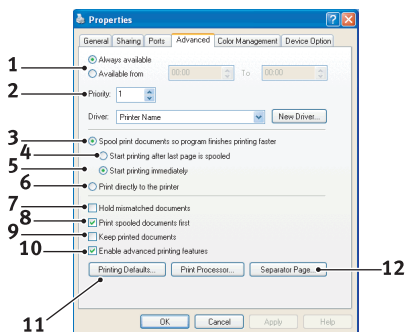 Properties
General Sharing Ports Advanced Color Management Device Option
1 Always available
Available from 00:00 To 00:00
2 Priority: 1
Driver: Printer Name New Driver...
3 Spool print documents so program finishes printing faster
4 Start printing after last page is spooled
5 Start printing immediately
6 Print directly to the printer
7 Hold mismatched documents
8 Print spooled documents first
9 Keep printed documents
10 Enable advanced printing features
Printing Defaults... Print Processor... Separator Page... 12
11
OK Cancel Apply Help